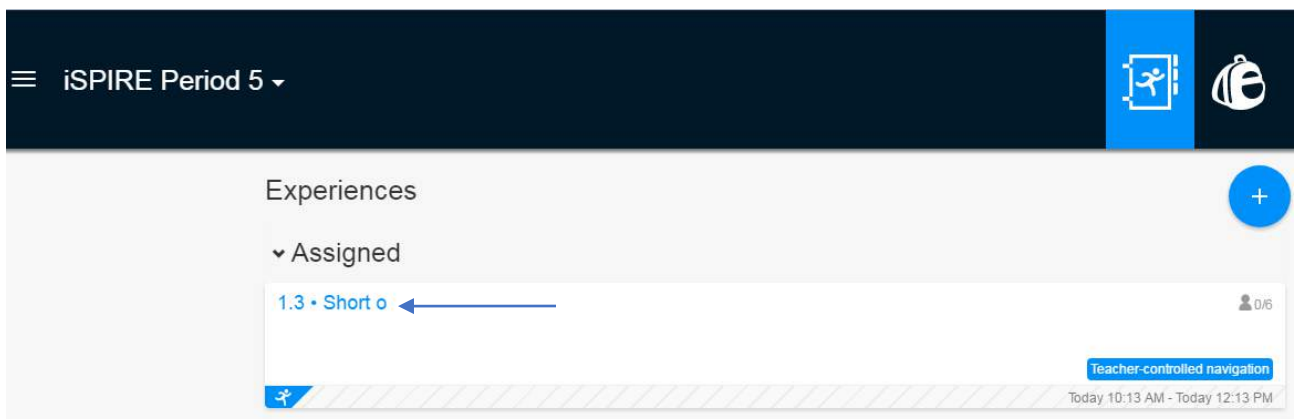 iSPIRE Period 5
Experiences
Assigned
1.3 • Short o
0/6
Teacher-controlled navigation
Today 10:13 AM - Today 12:13 PM